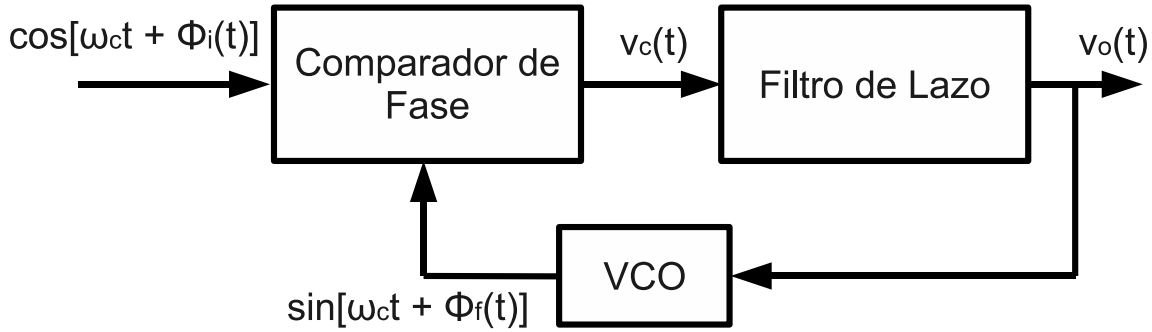 cos[ωct + Φi(t)]
Comparador de
Fase
vc(t)
Filtro de Lazo
vo(t)
VCO
sin[ωct + Φf(t)]